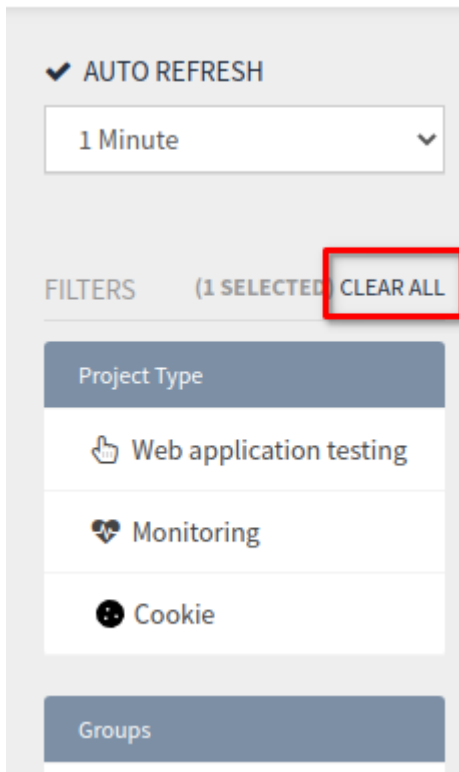 AUTO REFRESH
1 Minute
FILTERS (1 SELECTED) CLEAR ALL
Project Type
Web application testing
Monitoring
Cookie
Groups